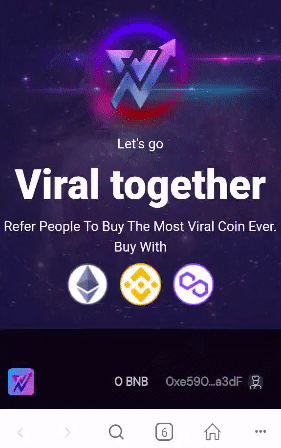 Let's go
Viral together
Refer People To Buy The Most Viral Coin Ever.
Buy With
0 BNB 0xe590...a3dF
6